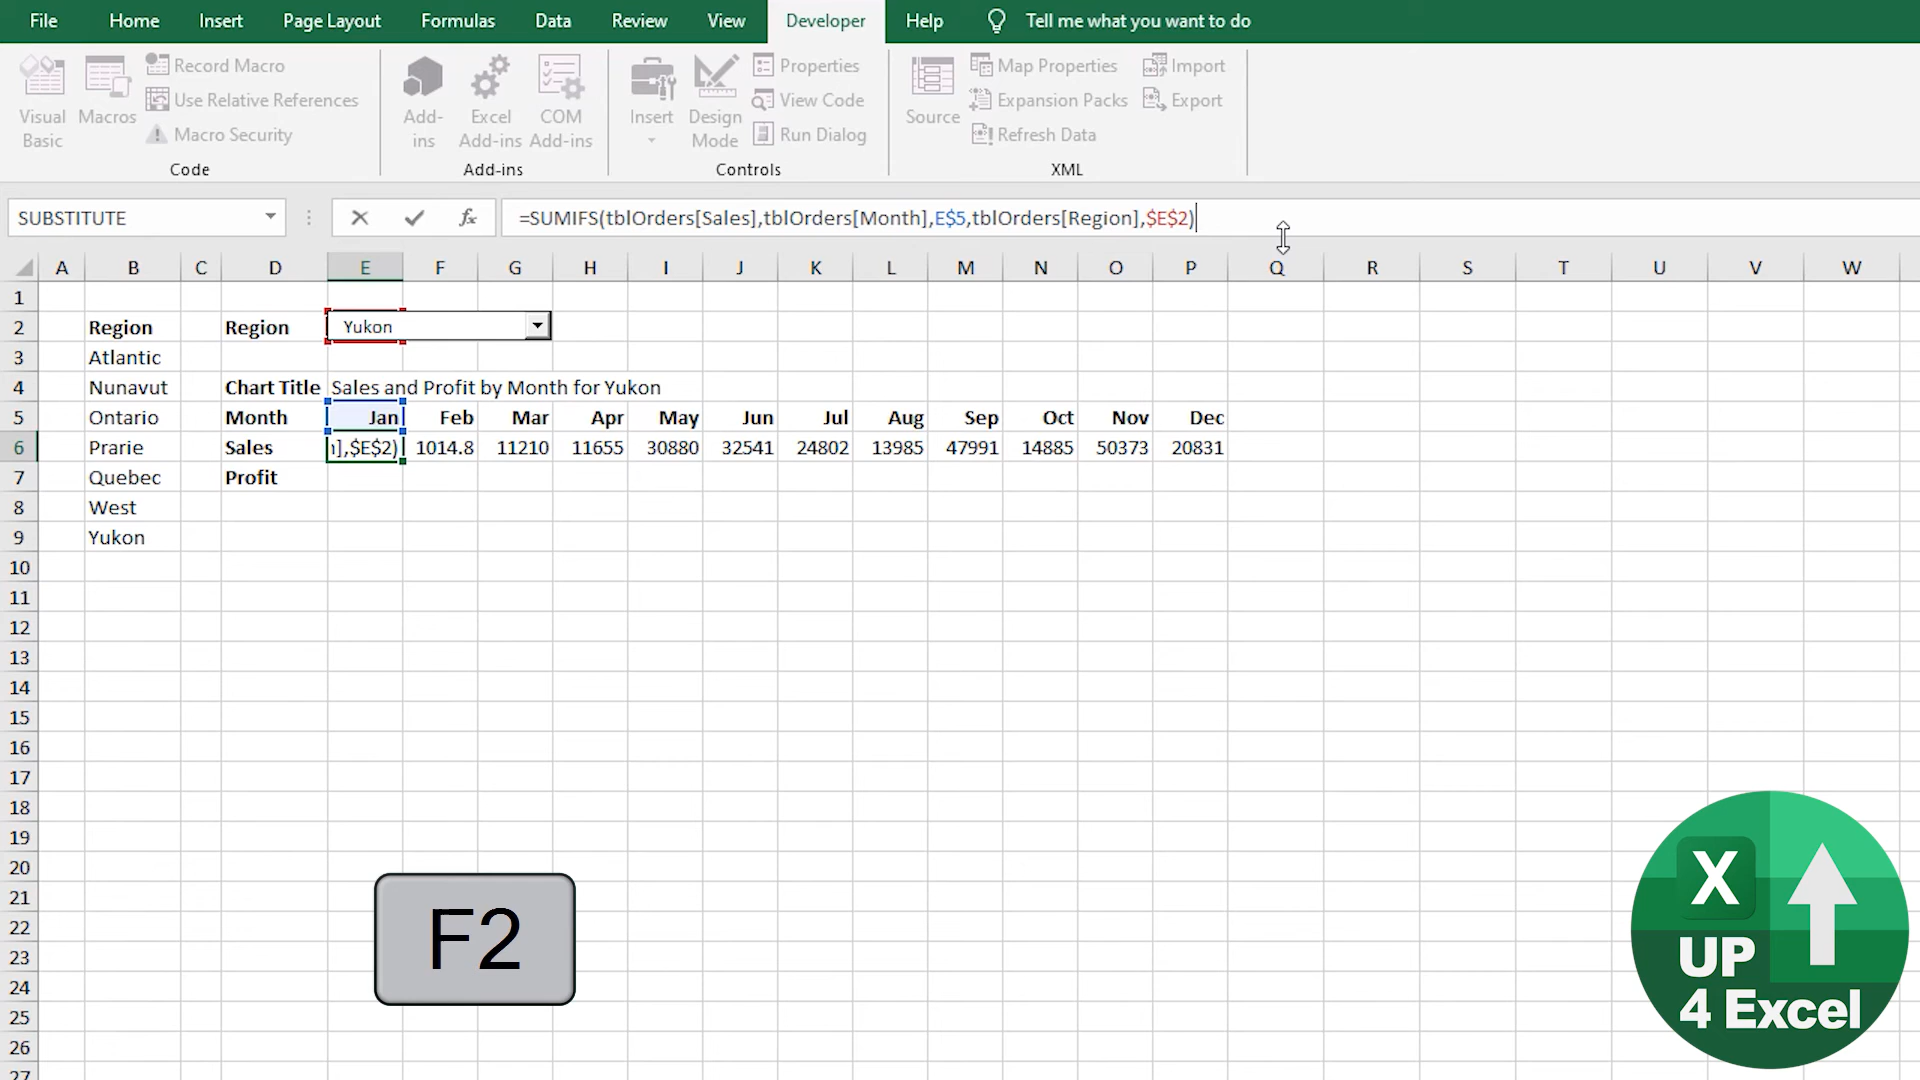 File Home Insert Page Layout Formulas Data Review View Developer Help Tell me what you want to do
Visual Basic
Macros
Record Macro
Use Relative References
Macro Security
Code
Add-ins
Excel Add-ins
COM Add-ins
Add-ins
Insert
Design Mode
Properties
View Code
Run Dialog
Controls
Source
Map Properties
Expansion Packs
Refresh Data
Import
Export
XML
SUBSTITUTE fx =SUMIFS(tblOrders[Sales],tblOrders[Month],E$5,tblOrders[Region],$E$2)
A B C D E F G H I J K L M N O P Q R S T U V W
1
2 Region Region Yukon
3 Atlantic
4 Nunavut Chart Title Sales and Profit by Month for Yukon
5 Ontario Month Jan Feb Mar Apr May Jun Jul Aug Sep Oct Nov Dec
6 Prarie Sales ],$E$2) 1014.8 11210 11655 30880 32541 24802 13985 47991 14885 50373 20831
7 Quebec Profit
8 West
9 Yukon
10
11
12
13
14
15
16
17
18
19
20
21
22
23
24
25
26
27
F2
X
UP
4 Excel